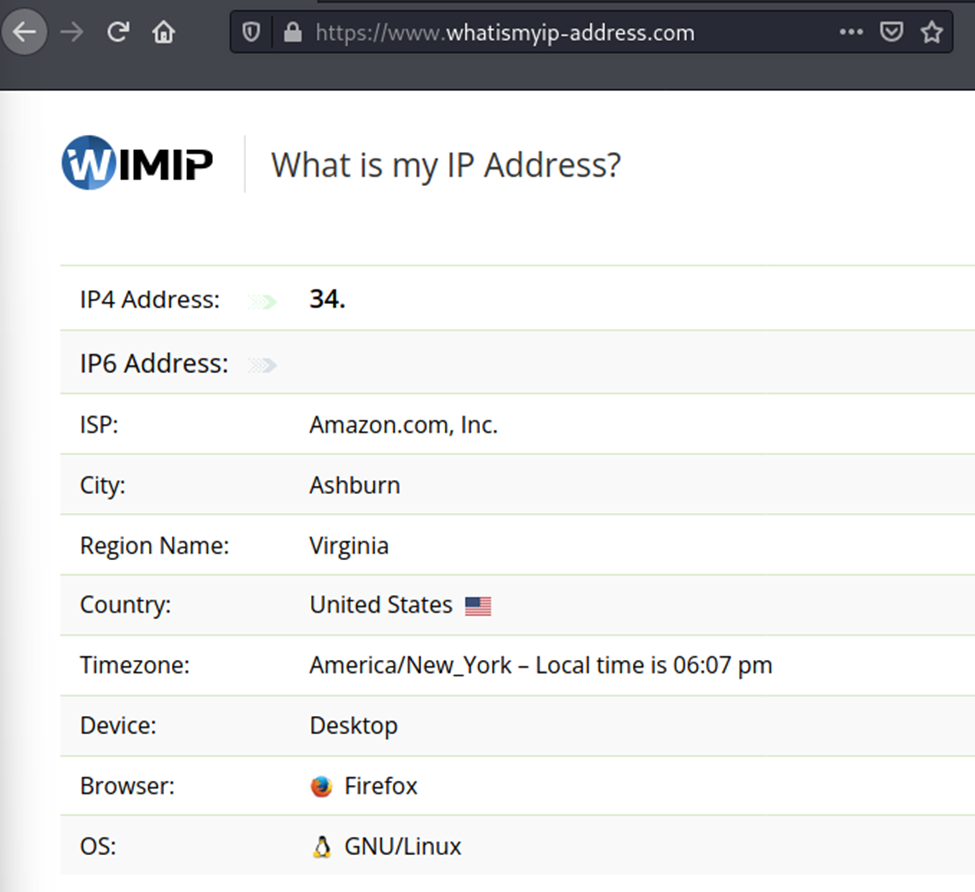 https://www.whatismyip-address.com
WIMIP What is my IP Address?
IP4 Address: 34.
IP6 Address:
ISP: Amazon.com, Inc.
City: Ashburn
Region Name: Virginia
Country: United States
Timezone: America/New_York – Local time is 06:07 pm
Device: Desktop
Browser: Firefox
OS: GNU/Linux